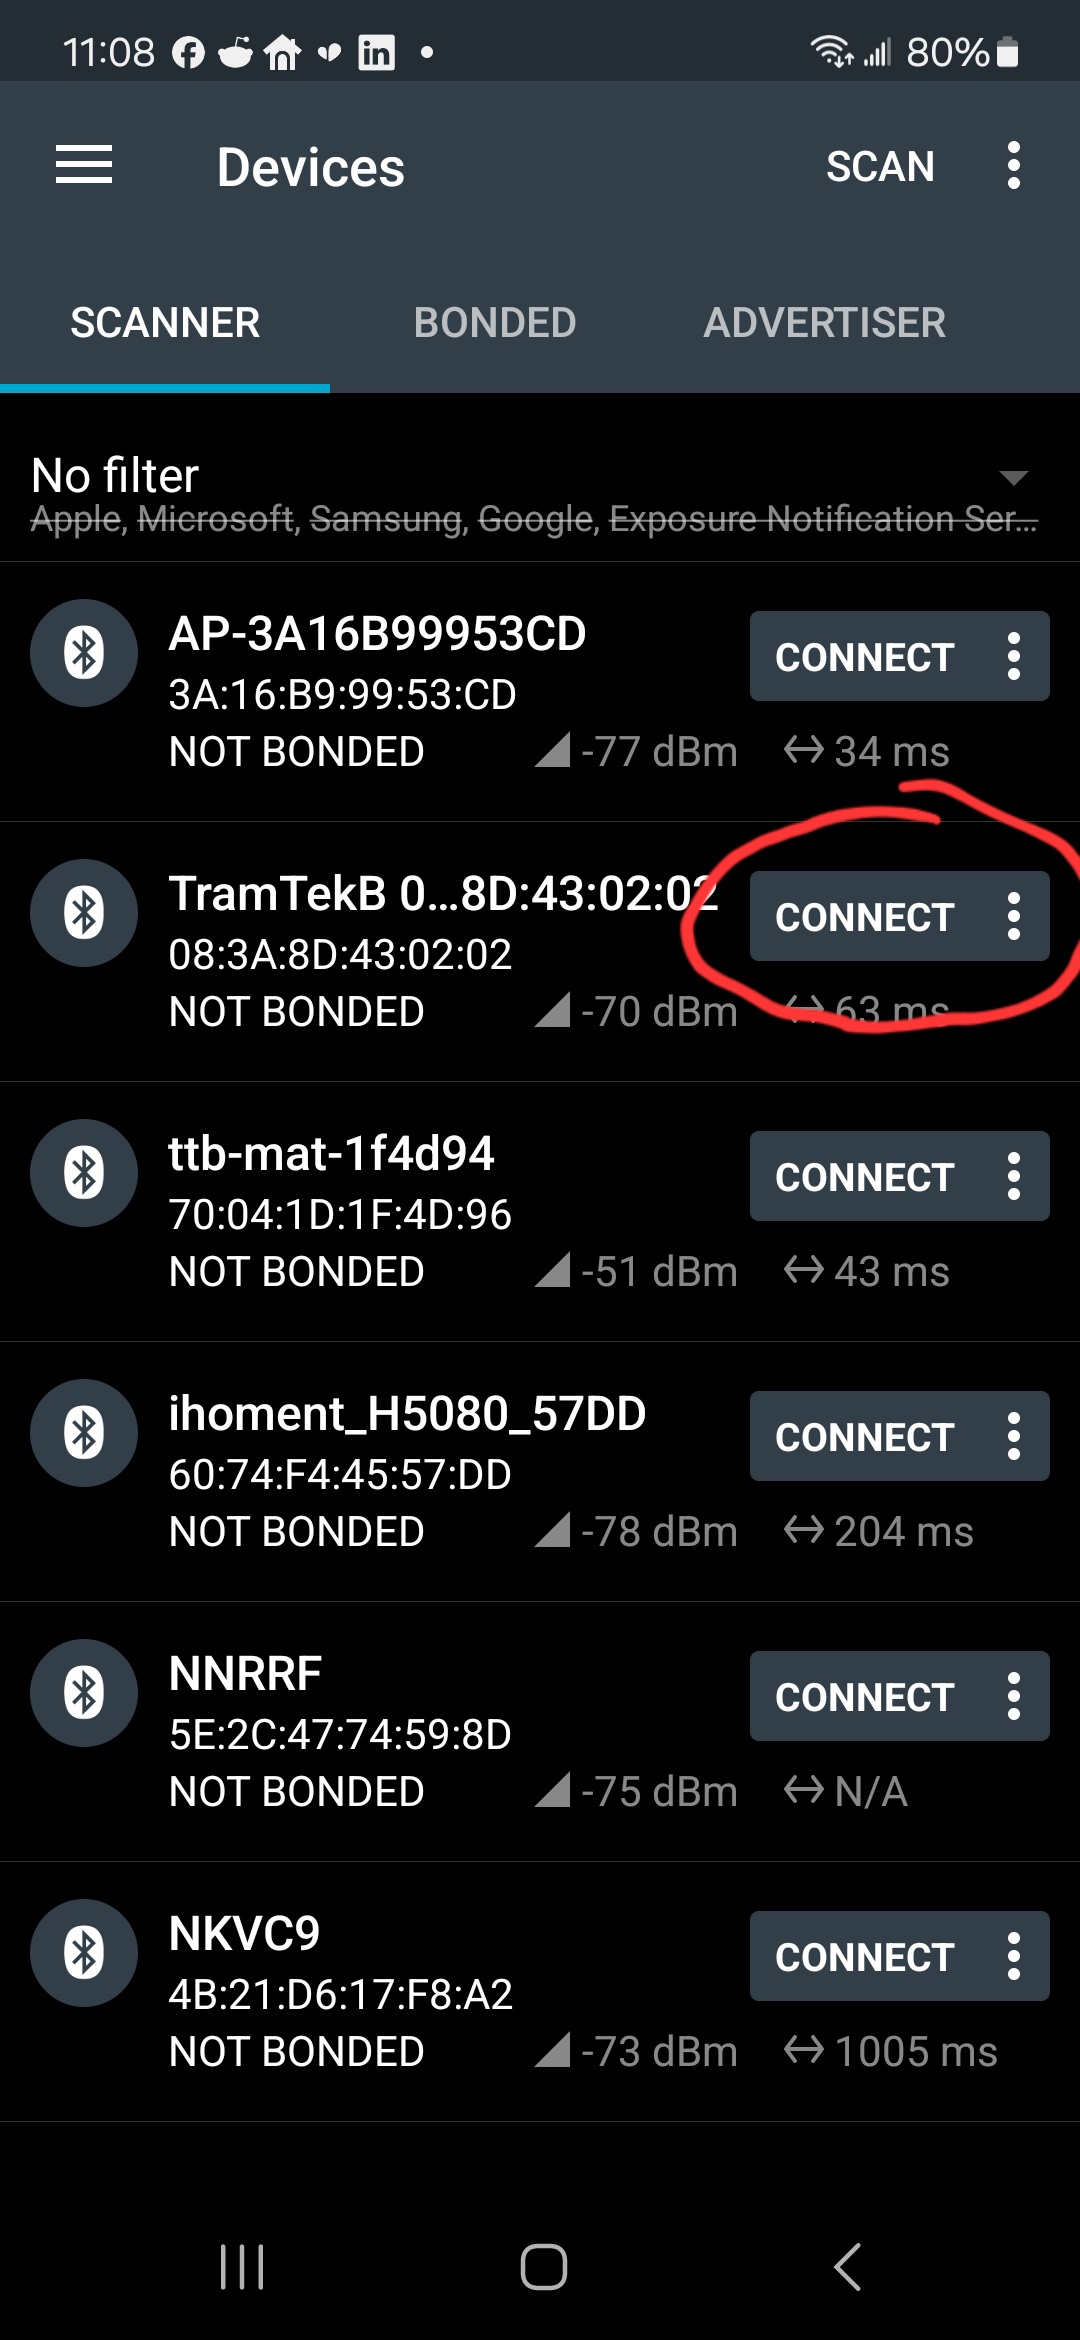 11:08 80%
Devices SCAN
SCANNER BONDED ADVERTISER
No filter
Apple, Microsoft, Samsung, Google, Exposure Notification Ser...
AP-3A16B99953CD CONNECT
3A:16:B9:99:53:CD
NOT BONDED -77 dBm 34 ms
TramTekB 0...8D:43:02:02 CONNECT
08:3A:8D:43:02:02
NOT BONDED -70 dBm 63 ms
ttb-mat-1f4d94 CONNECT
70:04:1D:1F:4D:96
NOT BONDED -51 dBm 43 ms
ihoment_H5080_57DD CONNECT
60:74:F4:45:57:DD
NOT BONDED -78 dBm 204 ms
NNRRF CONNECT
5E:2C:47:74:59:8D
NOT BONDED -75 dBm N/A
NKVC9 CONNECT
4B:21:D6:17:F8:A2
NOT BONDED -73 dBm 1005 ms